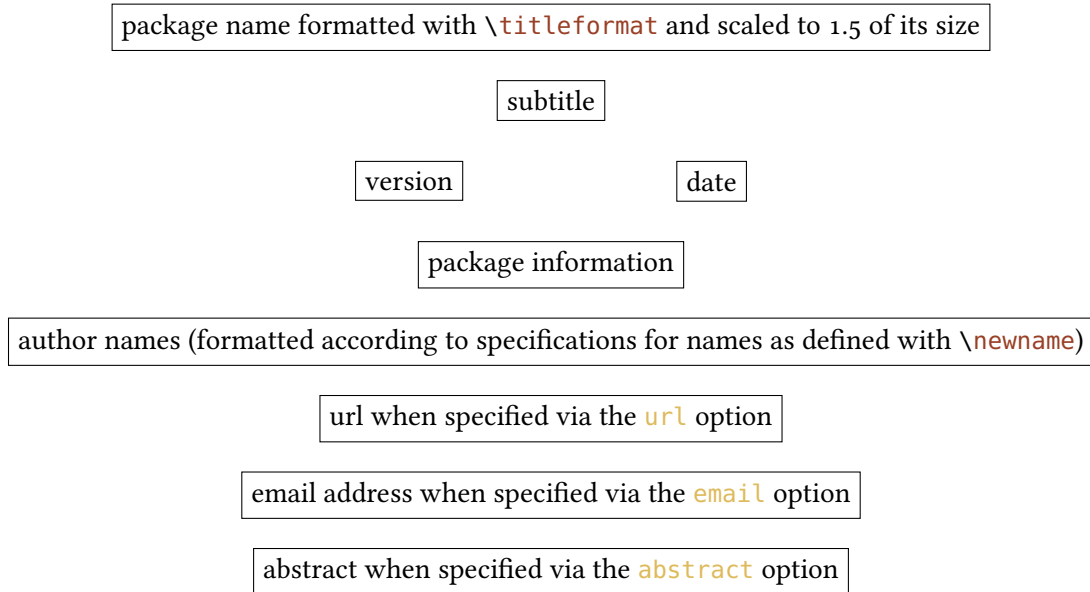 package name formatted with \titleformat and scaled to 1.5 of its size
subtitle
version date
package information
author names (formatted according to specifications for names as defined with \newname)
url when specified via the url option
email address when specified via the email option
abstract when specified via the abstract option